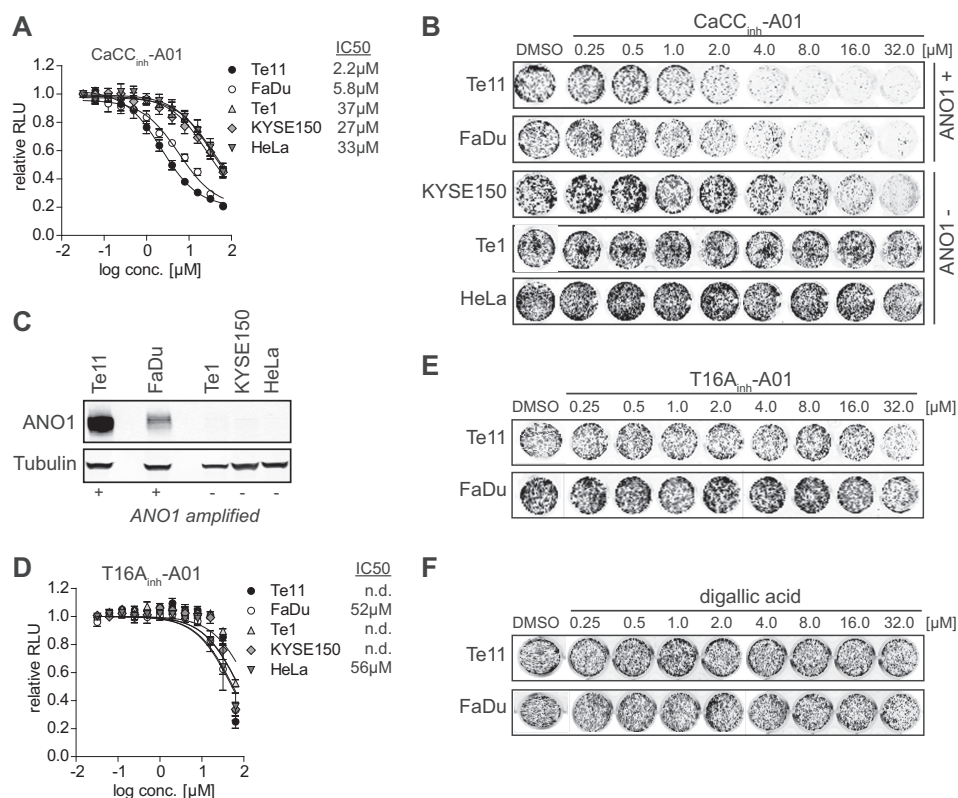 A
CaCCinh-A01
IC50
Te11 2.2µM
FaDu 5.8µM
Te1 37µM
KYSE150 27µM
HeLa 33µM
relative RLU
1.2
1.0
0.8
0.6
0.4
0.2
0.0
-2 -1 0 1 2
log conc. [µM]
B
CaCCinh-A01
DMSO 0.25 0.5 1.0 2.0 4.0 8.0 16.0 32.0 [µM]
Te11
FaDu
KYSE150
Te1
HeLa
ANO1 +
ANO1 -
C
Te11 FaDu Te1 KYSE150 HeLa
ANO1
Tubulin
+ + - - -
ANO1 amplified
D
T16Ainh-A01
IC50
Te11 n.d.
FaDu 52µM
Te1 n.d.
KYSE150 n.d.
HeLa 56µM
relative RLU
1.2
1.0
0.8
0.6
0.4
0.2
0.0
-2 -1 0 1 2
log conc. [µM]
E
T16Ainh-A01
DMSO 0.25 0.5 1.0 2.0 4.0 8.0 16.0 32.0 [µM]
Te11
FaDu
F
digallic acid
DMSO 0.25 0.5 1.0 2.0 4.0 8.0 16.0 32.0 [µM]
Te11
FaDu